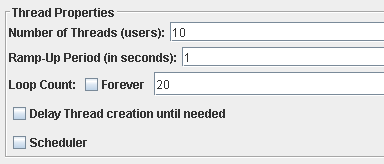 Thread Properties
Number of Threads (users): 10
Ramp-Up Period (in seconds): 1
Loop Count: Forever 20
Delay Thread creation until needed
Scheduler